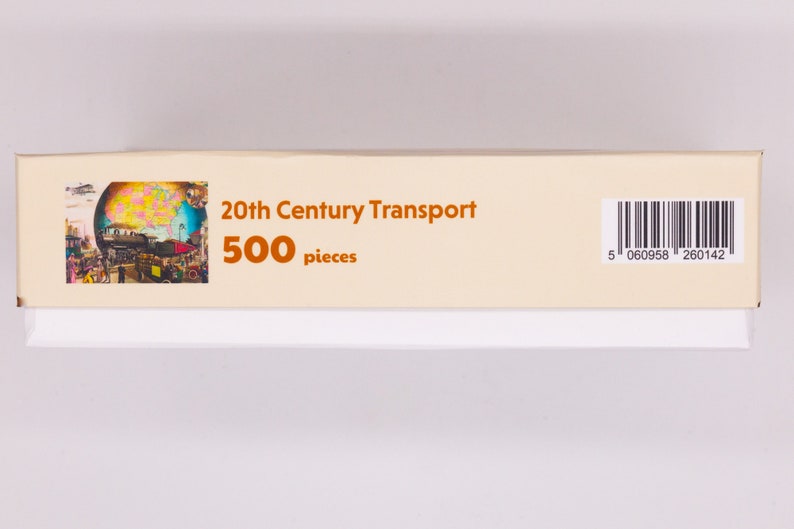 20th Century Transport
500 pieces
5 060958 260142